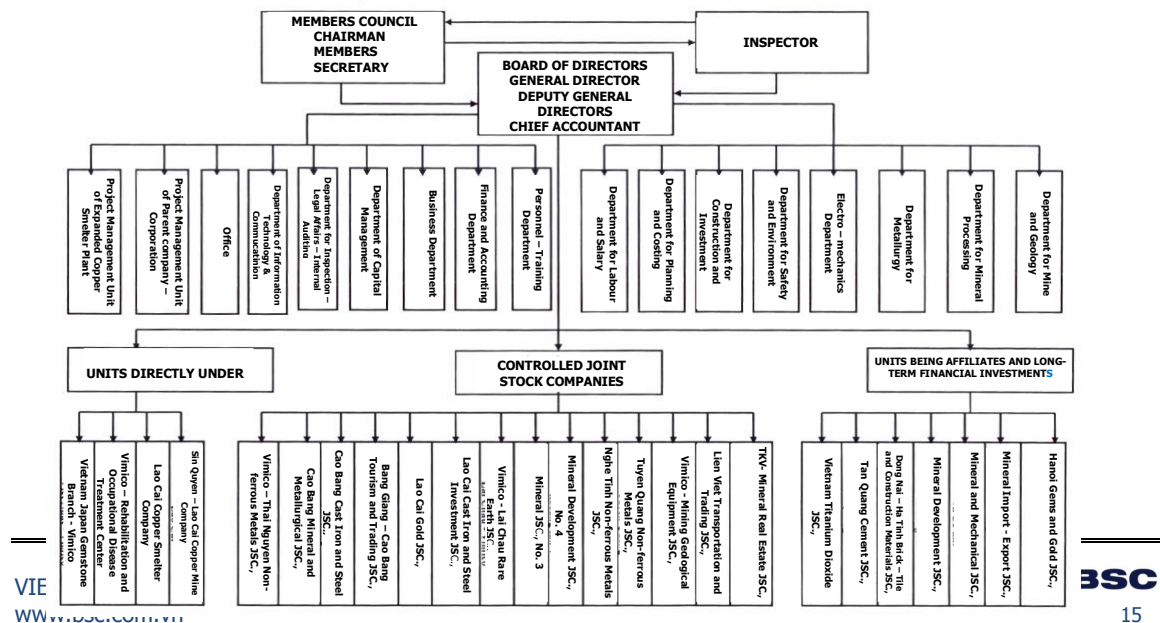 MEMBERS COUNCIL
CHAIRMAN
MEMBERS
SECRETARY
INSPECTOR
BOARD OF DIRECTORS
GENERAL DIRECTOR
DEPUTY GENERAL
DIRECTORS
CHIEF ACCOUNTANT
Project Management Unit
of Expanded Copper
Smelter Plant
Project Management Unit
of Parent company –
Corporation
Office
Department of Information
Technology &
Commucatinion
Department for Inspection –
Legal Affairs – Internal
Auditing
Department of Capital
Management
Business Department
Finance and Accounting
Department
Personnel – Training
Department
Department for Labour
and Salary
Department for Planning
and Costing
Department for
Construction and
Investment
Department for Safety
and Environment
Electro – mechanics
Department
Department for
Metallurgy
Department for Mineral
Processing
Department for Mine
and Geology
UNITS DIRECTLY UNDER
CONTROLLED JOINT
STOCK COMPANIES
UNITS BEING AFFILIATES AND LONG-
TERM FINANCIAL INVESTMENTS
Vietnam Japan Gemstone
Branch - Vimico
Vimico – Rehabilitation and
Occupational Disease
Treatment Center
Lao Cai Copper Smelter
Company
Sin Quyen – Lao Cai Copper Mine
Company
Vimico – Thai Nguyen Non-
ferrous Metals JSC.,
Cao Bang Mineral and
Metallurgical JSC.,
Cao Bang Cast Iron and Steel
JSC.,
Bang Giang – Cao Bang
Tourism and Trading JSC.,
Lao Cai Gold JSC.,
Lao Cai Cast Iron and Steel
Investment JSC.,
Vimico - Lai Chau Rare
Earth JSC.,
Mineral JSC., No. 3
Mineral Development JSC.,
No. 4
Nghe Tinh Non-ferrous Metals
JSC.,
Tuyen Quang Non-ferrous
Metals JSC.,
Vimico - Mining Geological
Equipment JSC.,
Lien Viet Transportation and
Trading JSC.,
TKV- Mineral Real Estate JSC.,
Vietnam Titanium Dioxide
JSC.,
Tan Quang Cement JSC.,
Dong Nai – Ha Tinh Brick – Tile
and Construction Materials JSC.,
Mineral Development JSC.,
Mineral and Mechanical JSC.,
Mineral Import - Export JSC.,
Hanoi Gems and Gold JSC.,
VIE
BSC
www.bsc.com.vn
15